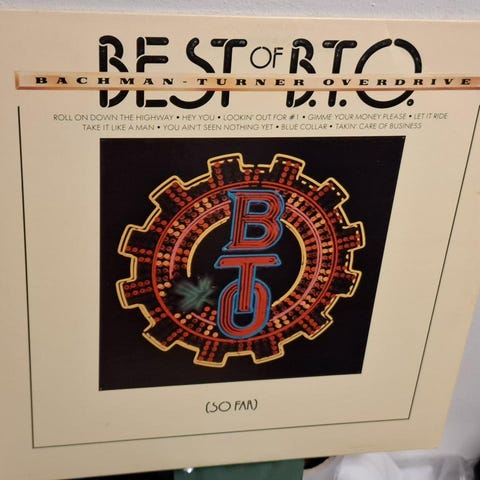 BEST OF B.T.O.
BACHMAN-TURNER OVERDRIVE
ROLL ON DOWN THE HIGHWAY • HEY YOU • LOOKIN' OUT FOR #1 • GIMME YOUR MONEY PLEASE • LET IT RIDE
TAKE IT LIKE A MAN • YOU AIN'T SEEN NOTHING YET • BLUE COLLAR • TAKIN' CARE OF BUSINESS
B
T
O
(SO FAR)